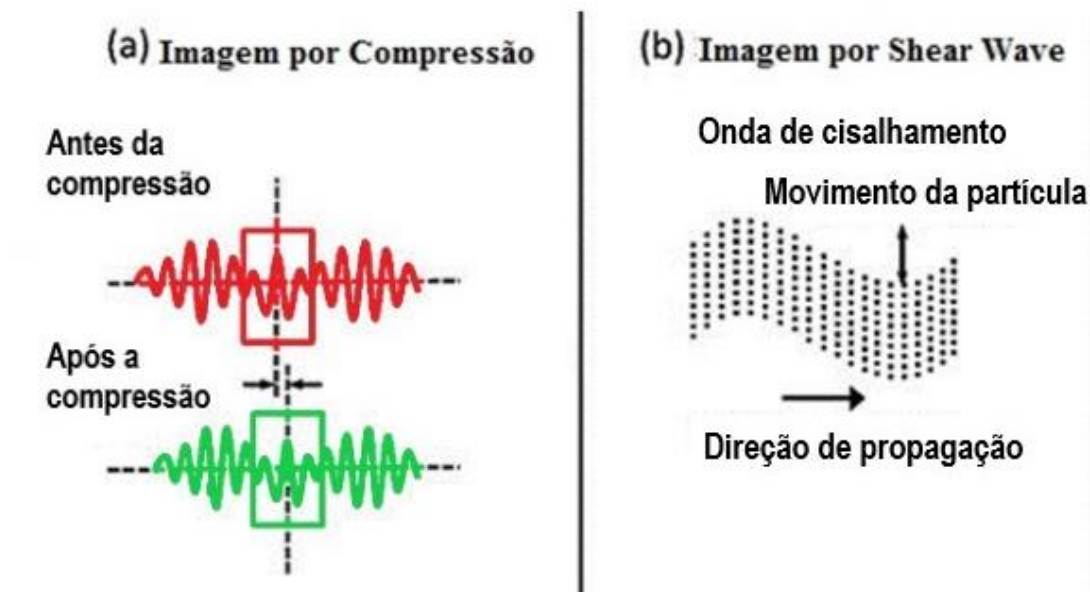 (a) Imagem por Compressão
Antes da
compressão
Após a
compressão
(b) Imagem por Shear Wave
Onda de cisalhamento
Movimento da partícula
Direção de propagação